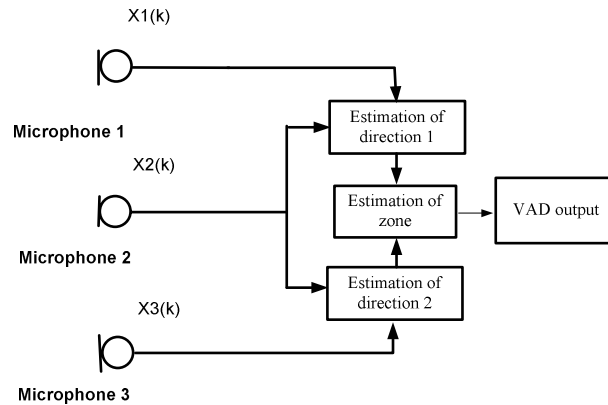 X1(k)
Microphone 1
Estimation of
direction 1
X2(k)
Estimation of
zone
VAD output
Microphone 2
Estimation of
direction 2
X3(k)
Microphone 3